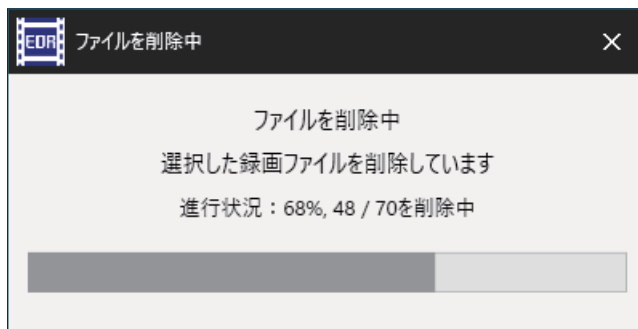 EDR ファイルを削除中
ファイルを削除中
選択した録画ファイルを削除しています
進行状況：68%, 48 / 70を削除中